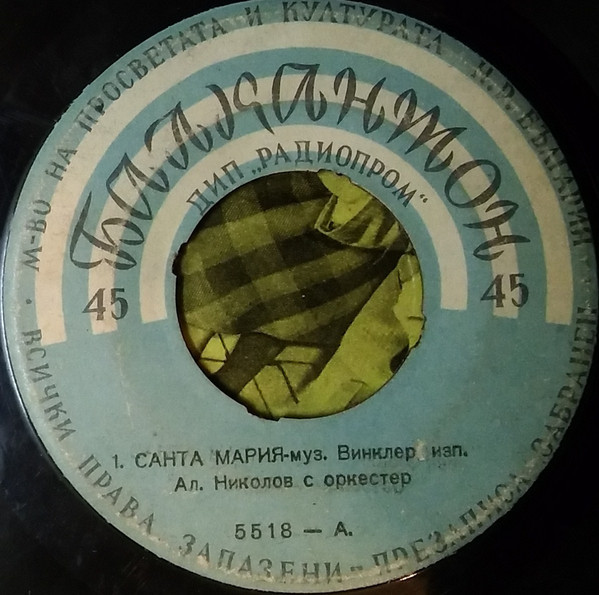 М-ВО НА ПРОСВЕТАТА И КУЛТУРАТА Н.Р. БЪЛГАРИЯ
БАЛКАНТОН
ДИП „РАДИОПРОМ“
45
45
1. САНТА МАРИЯ-муз. Винклер, изп.
Ал. Николов с оркестер
5518 — А.
ВСИЧКИ ПРАВА ЗАПАЗЕНИ - ПРЕЗАПИСА ЗАБРАНЕН